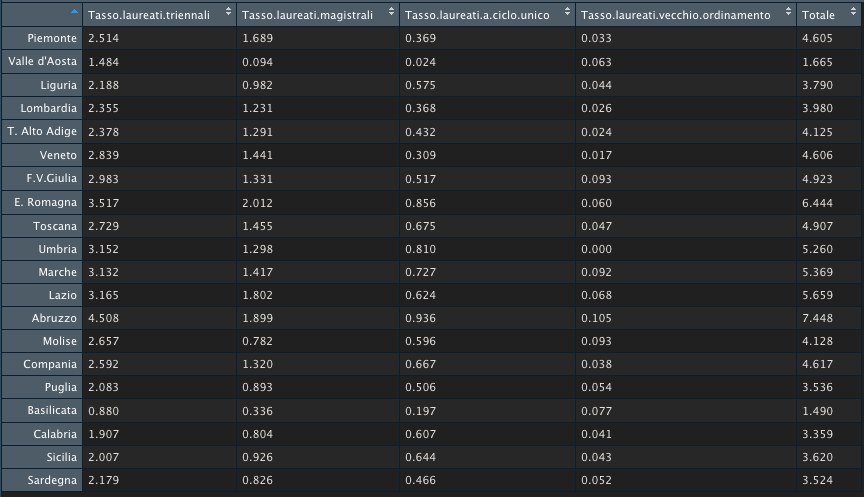 Tasso.laureati.triennali Tasso.laureati.magistrali Tasso.laureati.a.ciclo.unico Tasso.laureati.vecchio.ordinamento Totale
Piemonte 2.514 1.689 0.369 0.033 4.605
Valle d'Aosta 1.484 0.094 0.024 0.063 1.665
Liguria 2.188 0.982 0.575 0.044 3.790
Lombardia 2.355 1.231 0.368 0.026 3.980
T. Alto Adige 2.378 1.291 0.432 0.024 4.125
Veneto 2.839 1.441 0.309 0.017 4.606
F.V.Giulia 2.983 1.331 0.517 0.093 4.923
E. Romagna 3.517 2.012 0.856 0.060 6.444
Toscana 2.729 1.455 0.675 0.047 4.907
Umbria 3.152 1.298 0.810 0.000 5.260
Marche 3.132 1.417 0.727 0.092 5.369
Lazio 3.165 1.802 0.624 0.068 5.659
Abruzzo 4.508 1.899 0.936 0.105 7.448
Molise 2.657 0.782 0.596 0.093 4.128
Compania 2.592 1.320 0.667 0.038 4.617
Puglia 2.083 0.893 0.506 0.054 3.536
Basilicata 0.880 0.336 0.197 0.077 1.490
Calabria 1.907 0.804 0.607 0.041 3.359
Sicilia 2.007 0.926 0.644 0.043 3.620
Sardegna 2.179 0.826 0.466 0.052 3.524